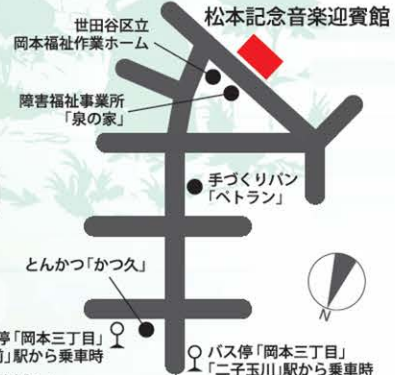 松本記念音楽迎賓館
世田谷区立
岡本福祉作業ホーム
障害福祉事業所
「泉の家」
手づくりパン
「ベトラン」
とんかつ「かつ久」
N
停「岡本三丁目」
前」駅から乗車時
バス停「岡本三丁目」
「二子玉川」駅から乗車時